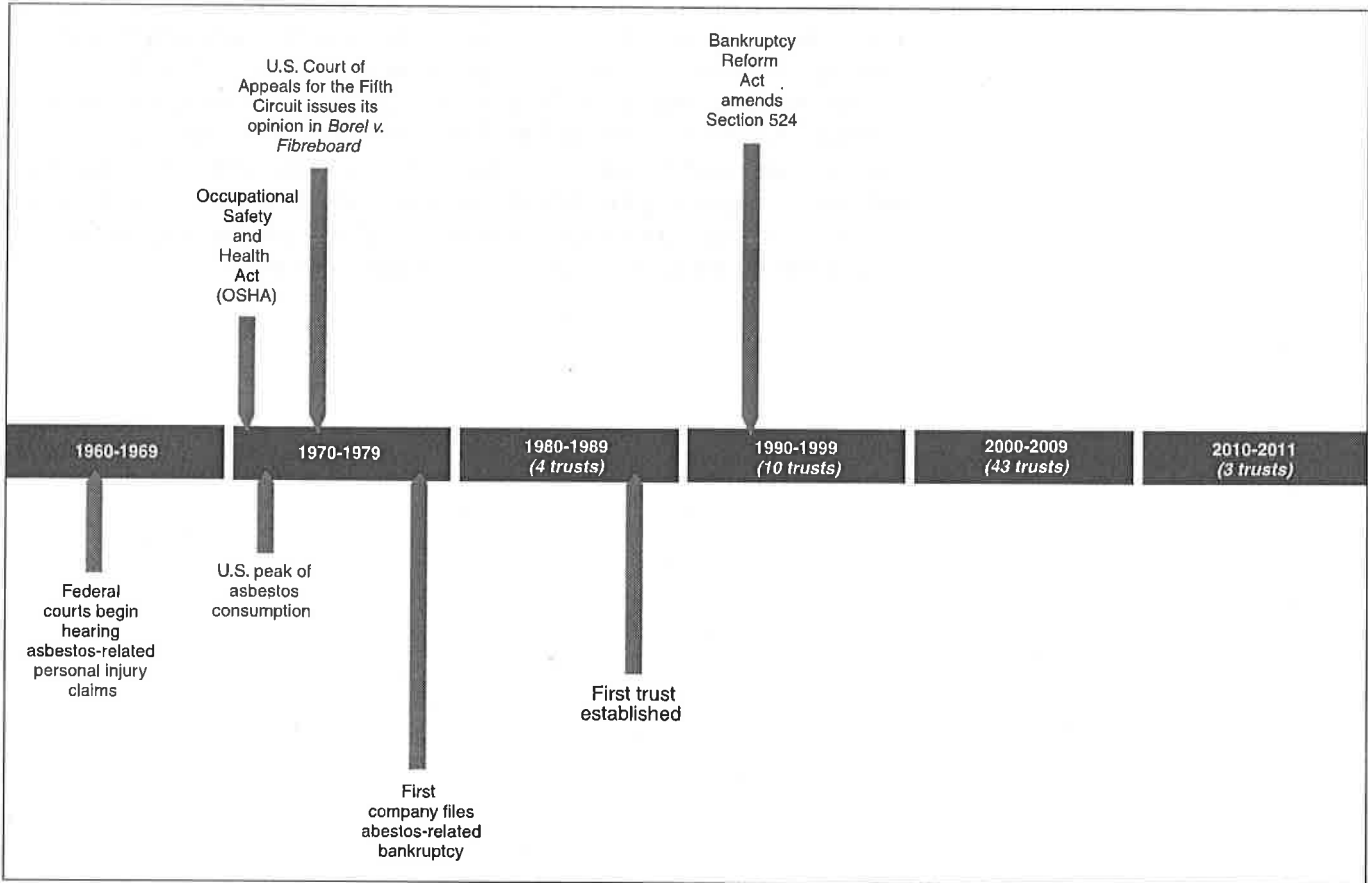 Bankruptcy
Reform
Act
amends
Section 524
U.S. Court of
Appeals for the Fifth
Circuit issues its
opinion in Borel v.
Fibreboard
Occupational
Safety
and
Health
Act
(OSHA)
1960-1969
1970-1979
1980-1989
(4 trusts)
1990-1999
(10 trusts)
2000-2009
(43 trusts)
2010-2011
(3 trusts)
Federal
courts begin
hearing
asbestos-related
personal injury
claims
U.S. peak of
asbestos
consumption
First trust
established
First
company files
abestos-related
bankruptcy